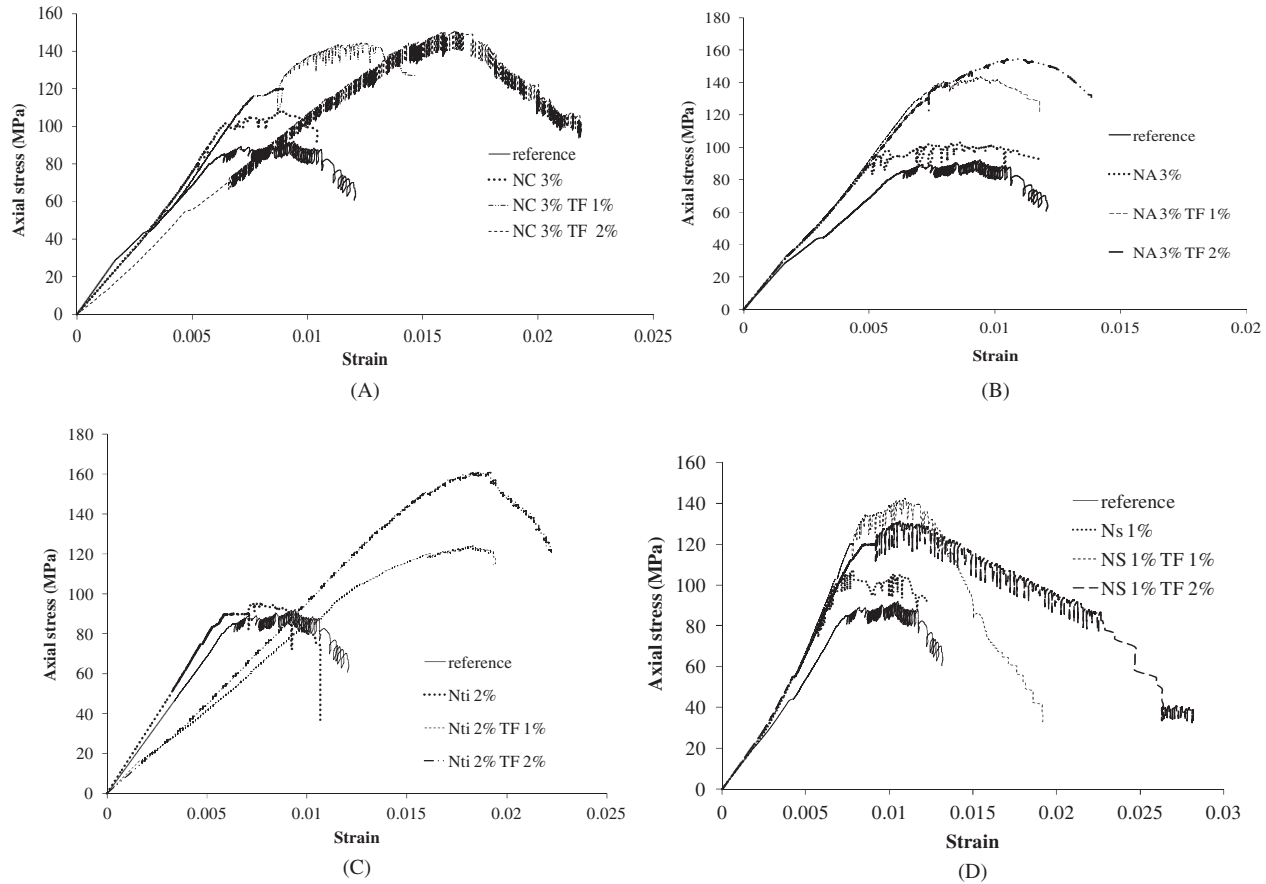 160
140
120
100
80
60
40
20
0
Axial stress (MPa)
0 0.005 0.01 0.015 0.02 0.025
Strain
reference
NC 3%
NC 3% TF 1%
NC 3% TF 2%
(A)
180
160
140
120
100
80
60
40
20
0
Axial stress (MPa)
0 0.005 0.01 0.015 0.02
Strain
reference
NA 3%
NA 3% TF 1%
NA 3% TF 2%
(B)
180
160
140
120
100
80
60
40
20
0
Axial stress (MPa)
0 0.005 0.01 0.015 0.02 0.025
Strain
reference
Nti 2%
Nti 2% TF 1%
Nti 2% TF 2%
(C)
160
140
120
100
80
60
40
20
0
Axial stress (MPa)
0 0.005 0.01 0.015 0.02 0.025 0.03
Strain
reference
Ns 1%
NS 1% TF 1%
NS 1% TF 2%
(D)